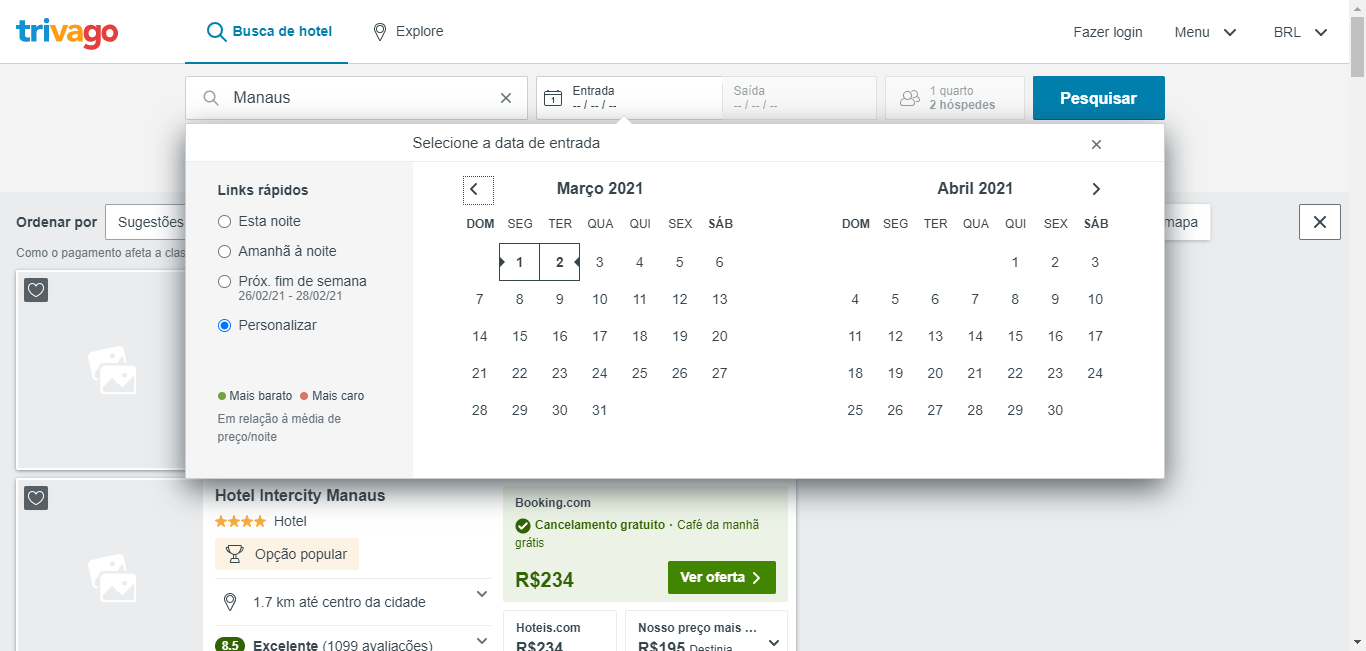 trivago
Busca de hotel
Explore
Fazer login
Menu
BRL
Manaus
Entrada
-- / -- / --
Saída
-- / -- / --
1 quarto
2 hóspedes
Pesquisar
Selecione a data de entrada
Links rápidos
Esta noite
Amanhã à noite
Próx. fim de semana
26/02/21 - 28/02/21
Personalizar
Mais barato Mais caro
Em relação à média de
preço/noite
Março 2021
DOM SEG TER QUA QUI SEX SÁB
1 2 3 4 5 6
7 8 9 10 11 12 13
14 15 16 17 18 19 20
21 22 23 24 25 26 27
28 29 30 31
Abril 2021
DOM SEG TER QUA QUI SEX SÁB
1 2 3
4 5 6 7 8 9 10
11 12 13 14 15 16 17
18 19 20 21 22 23 24
25 26 27 28 29 30
Ordenar por
Sugestões
mapa
Como o pagamento afeta a clas
Hotel Intercity Manaus
Hotel
Opção popular
1.7 km até centro da cidade
8.5 Excelente (1099 avaliações)
Booking.com
Cancelamento gratuito · Café da manhã
grátis
R$234
Ver oferta
Hoteis.com
R$234
Nosso preço mais ...
R$195 Destinia